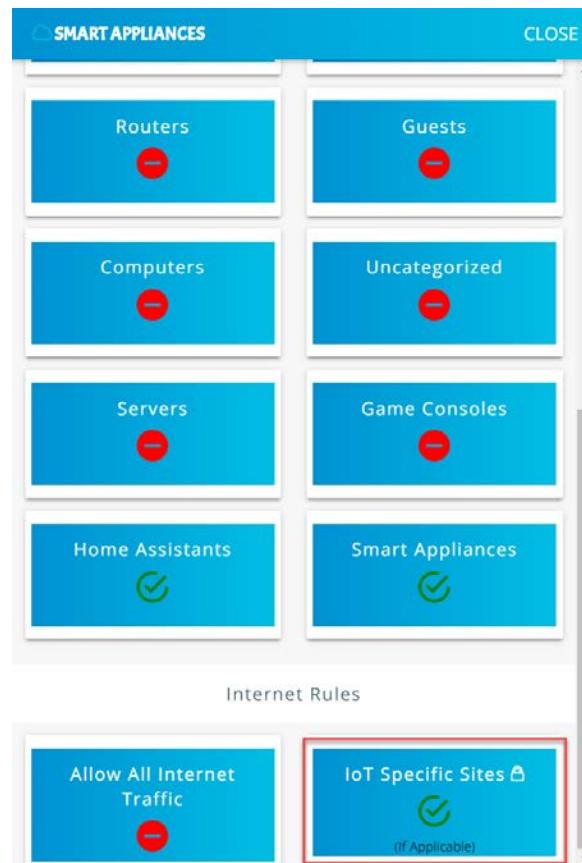 SMART APPLIANCES CLOSE
Routers Guests
Computers Uncategorized
Servers Game Consoles
Home Assistants Smart Appliances
Internet Rules
Allow All Internet
Traffic
IoT Specific Sites
(If Applicable)